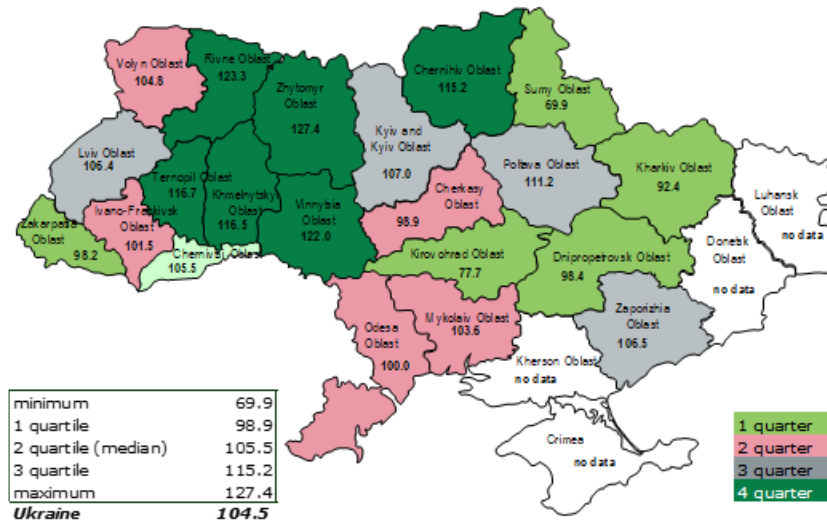 Volyn Oblast
104.8
Rivne Oblast
123.3
Zhytomyr
Oblast
127.4
Chernihiv Oblast
115.2
Sumy Oblast
69.9
Kyiv and
Kyiv Oblast
107.0
Lviv Oblast
106.4
Ternopil Oblast
116.7
Khmelnytskyi
Oblast
116.5
Vinnytsia
Oblast
122.0
Cherkasy
Oblast
98.9
Poltava Oblast
111.2
Kharkiv Oblast
92.4
Luhansk
Oblast
no data
Donetsk
Oblast
no data
Zakarpattia
Oblast
98.2
Ivano-Frankivsk
Oblast
101.5
Chernivtsi Oblast
105.5
Kirovohrad Oblast
77.7
Dnipropetrovsk Oblast
98.4
Zaporizhia
Oblast
106.5
Odesa
Oblast
100.0
Mykolaiv Oblast
103.6
Kherson Oblast
no data
Crimea
no data
minimum 69.9
1 quartile 98.9
2 quartile (median) 105.5
3 quartile 115.2
maximum 127.4
Ukraine 104.5
1 quarter
2 quarter
3 quarter
4 quarter